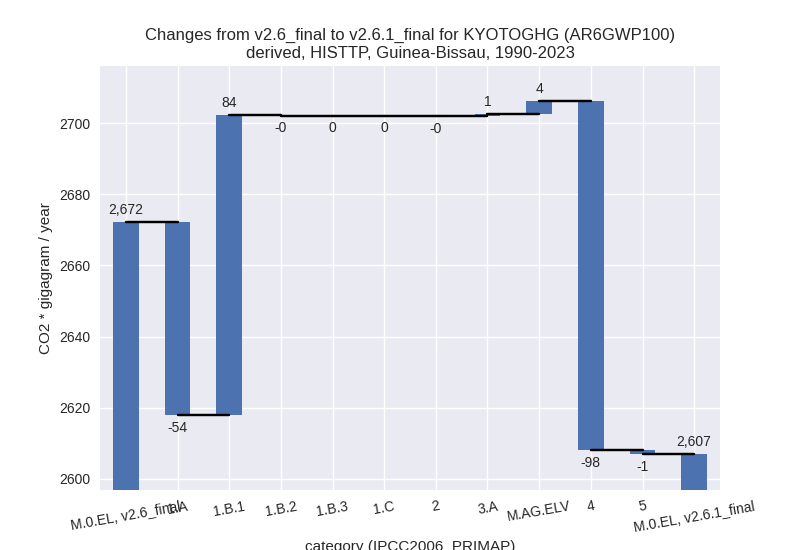 Changes from v2.6_final to v2.6.1_final for KYOTOGHG (AR6GWP100)
derived, HISTTP, Guinea-Bissau, 1990-2023
CO2 * gigagram / year
2700
2680
2660
2640
2620
2600
2,672
-54
84
-0
0
0
-0
1
4
-98
-1
2,607
M.0.EL, v2.6_final
1.A
1.B.1
1.B.2
1.B.3
1.C
2
3.A
M.AG.ELV
4
5
M.0.EL, v2.6.1_final
category (IPCC2006_PRIMAP)